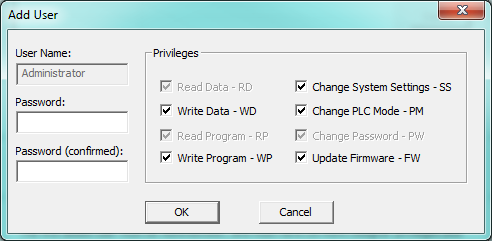 Add User
User Name:
Administrator
Password:
Password (confirmed):
Privileges
Read Data - RD
Write Data - WD
Read Program - RP
Write Program - WP
Change System Settings - SS
Change PLC Mode - PM
Change Password - PW
Update Firmware - FW
OK
Cancel